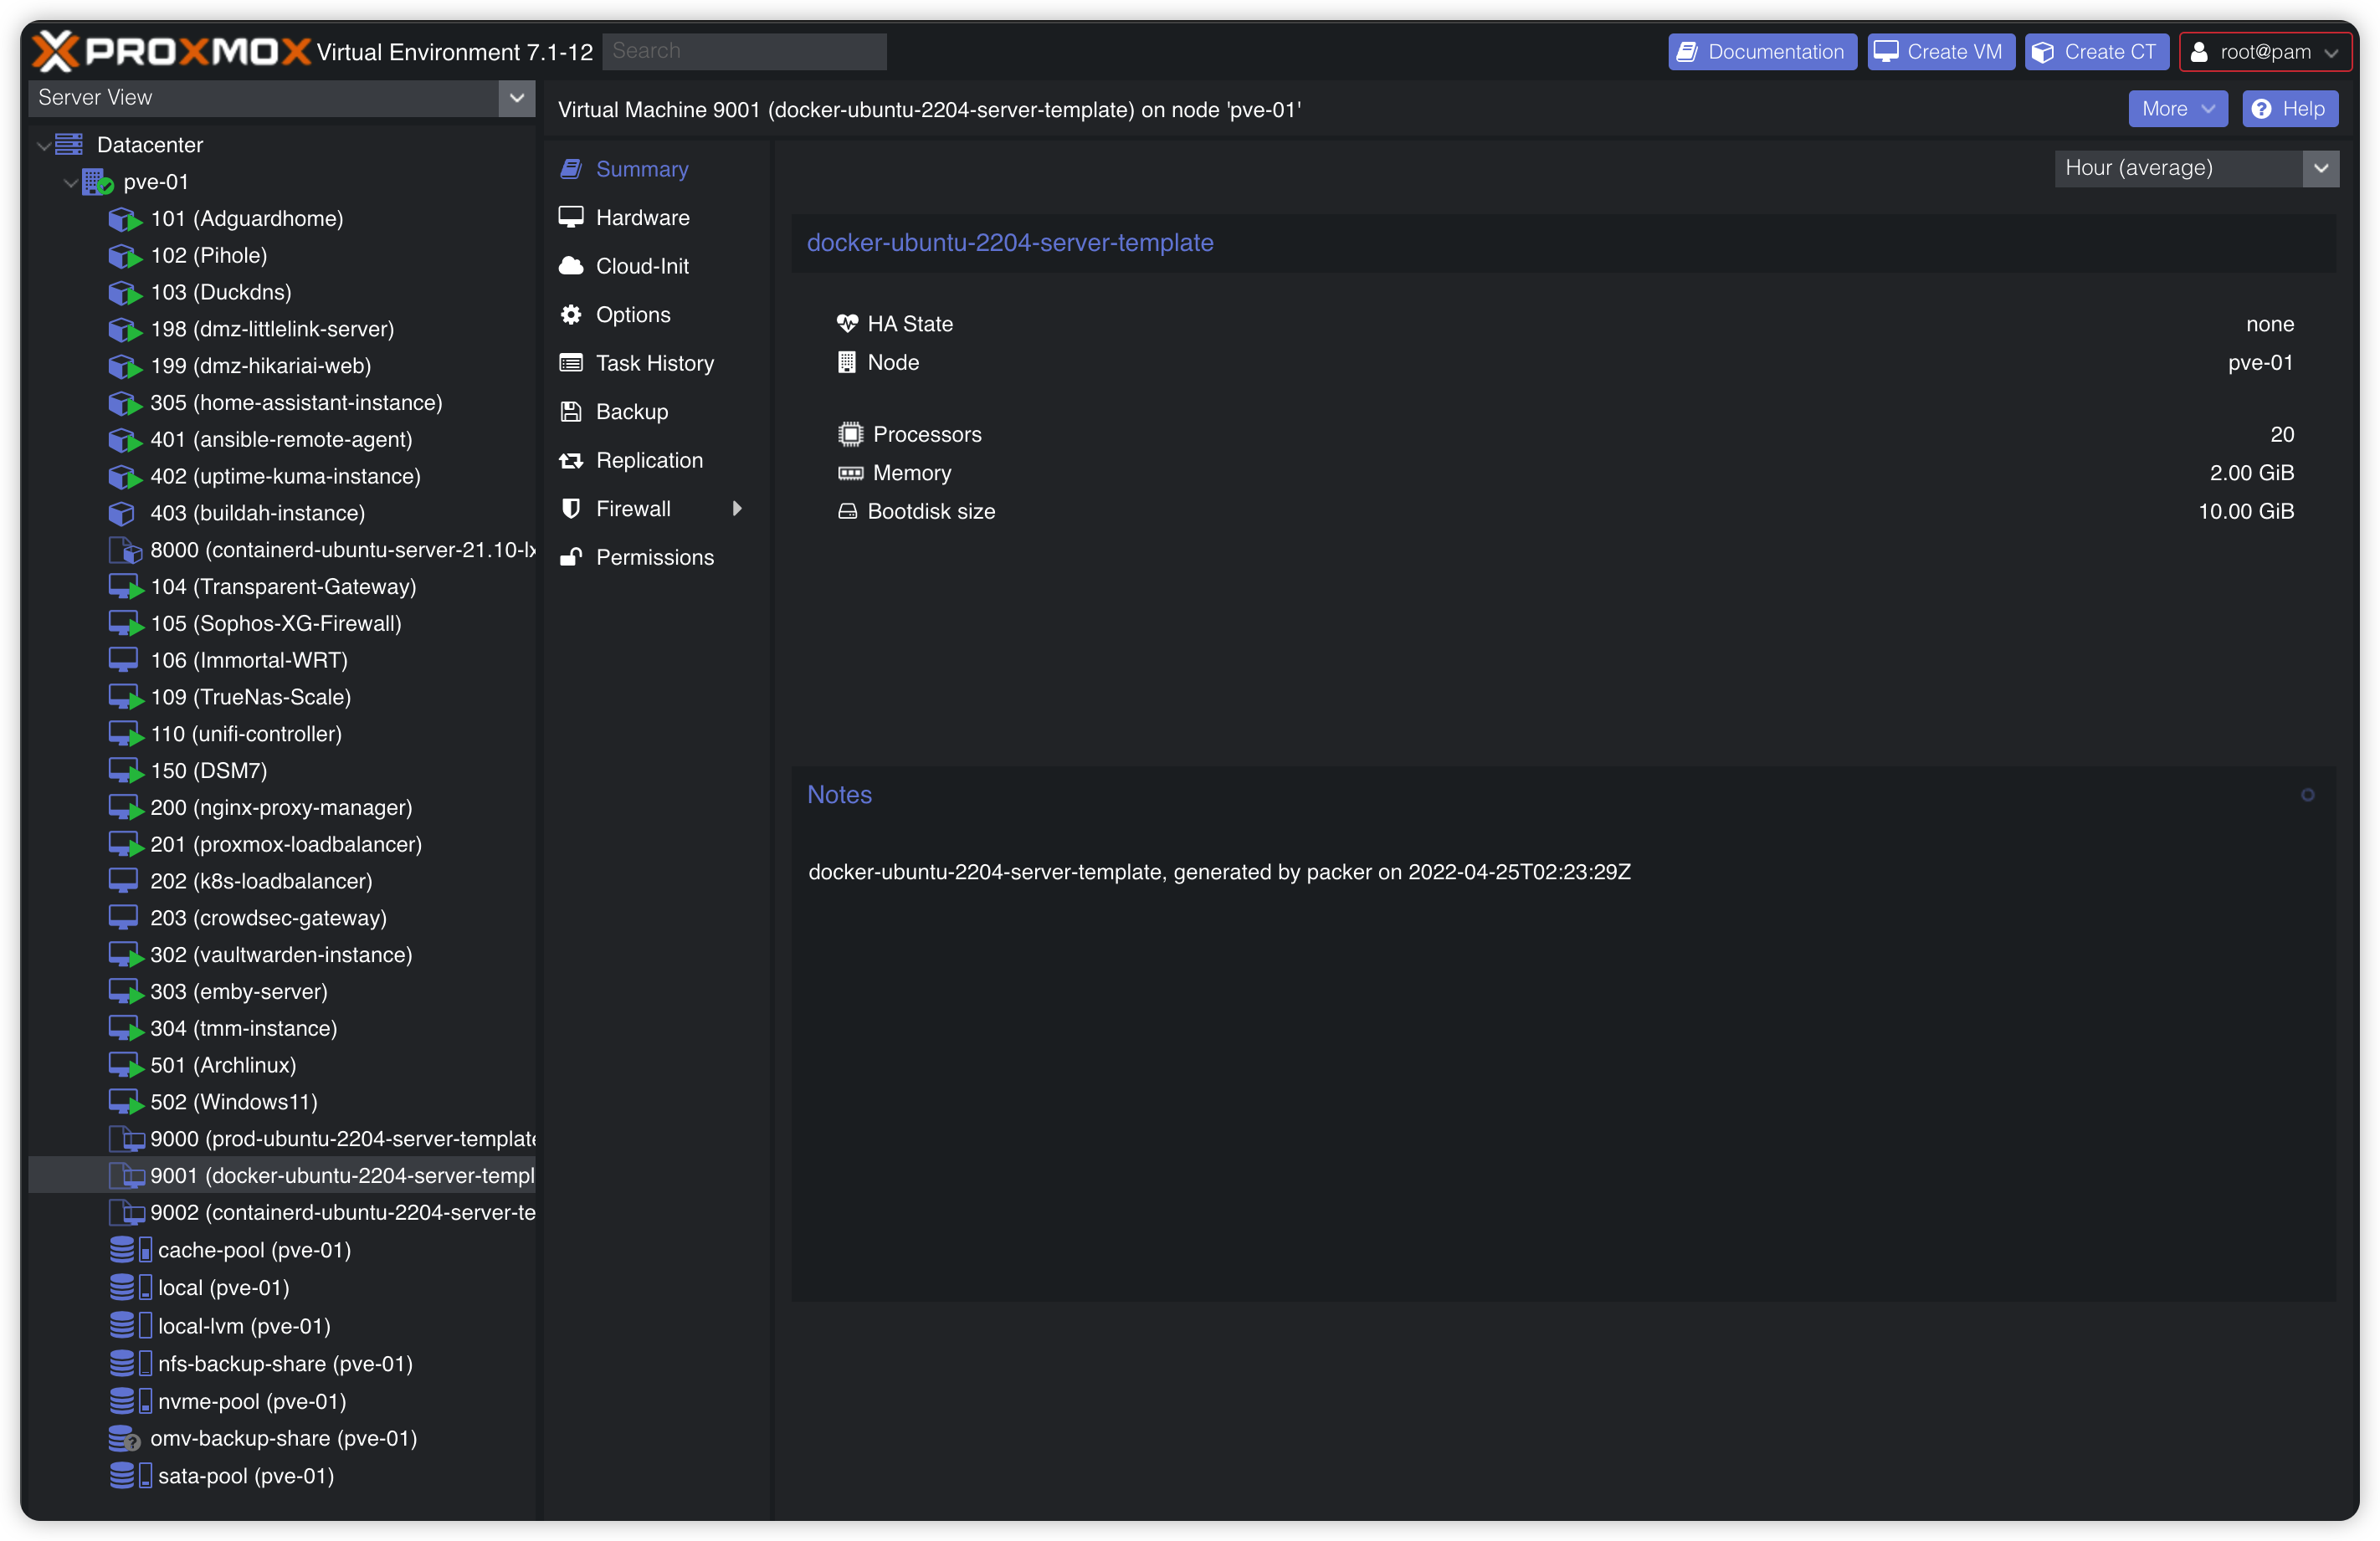 PROXMOX Virtual Environment 7.1-12 Search Documentation Create VM Create CT root@pam
Server View
Virtual Machine 9001 (docker-ubuntu-2204-server-template) on node 'pve-01' More Help
Datacenter
pve-01
101 (Adguardhome)
102 (Pihole)
103 (Duckdns)
198 (dmz-littlelink-server)
199 (dmz-hikariai-web)
305 (home-assistant-instance)
401 (ansible-remote-agent)
402 (uptime-kuma-instance)
403 (buildah-instance)
8000 (containerd-ubuntu-server-21.10-lx
104 (Transparent-Gateway)
105 (Sophos-XG-Firewall)
106 (Immortal-WRT)
109 (TrueNas-Scale)
110 (unifi-controller)
150 (DSM7)
200 (nginx-proxy-manager)
201 (proxmox-loadbalancer)
202 (k8s-loadbalancer)
203 (crowdsec-gateway)
302 (vaultwarden-instance)
303 (emby-server)
304 (tmm-instance)
501 (Archlinux)
502 (Windows11)
9000 (prod-ubuntu-2204-server-template
9001 (docker-ubuntu-2204-server-templ
9002 (containerd-ubuntu-2204-server-te
cache-pool (pve-01)
local (pve-01)
local-lvm (pve-01)
nfs-backup-share (pve-01)
nvme-pool (pve-01)
omv-backup-share (pve-01)
sata-pool (pve-01)
Summary
Hardware
Cloud-Init
Options
Task History
Backup
Replication
Firewall
Permissions
Hour (average)
docker-ubuntu-2204-server-template
HA State none
Node pve-01
Processors 20
Memory 2.00 GiB
Bootdisk size 10.00 GiB
Notes
docker-ubuntu-2204-server-template, generated by packer on 2022-04-25T02:23:29Z